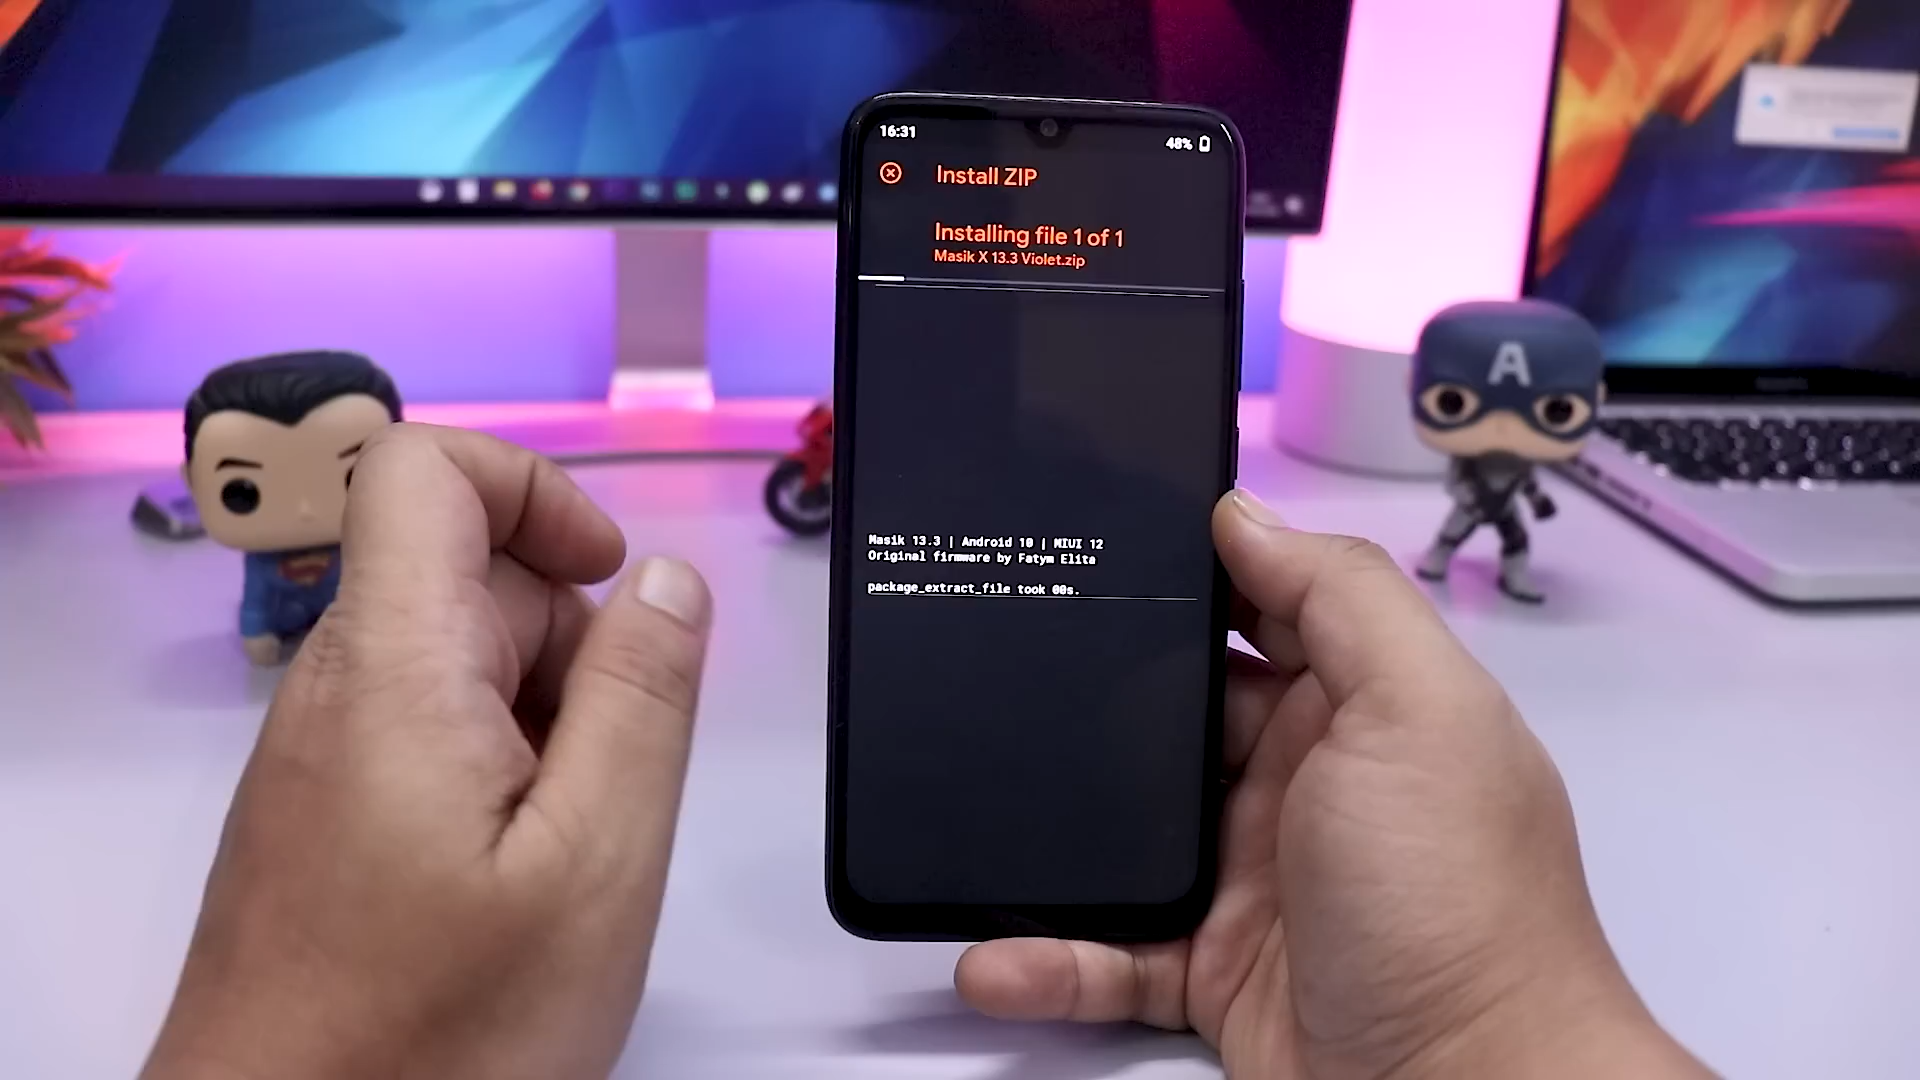 16:31
48%
Install ZIP
Installing file 1 of 1
Masik X 13.3 Violet.zip
Masik 13.3 | Android 10 | MIUI 12
Original firmware by Fatym Elita
package_extract_file took 00s.
A